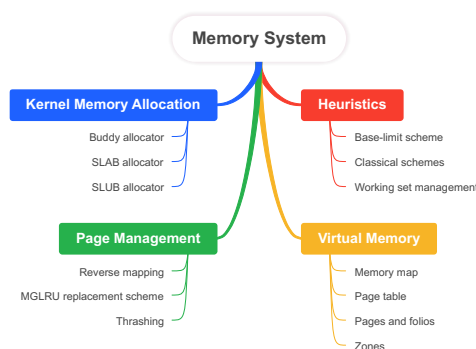 Memory System
Kernel Memory Allocation
Buddy allocator
SLAB allocator
SLUB allocator
Heuristics
Base-limit scheme
Classical schemes
Working set management
Page Management
Reverse mapping
MGLRU replacement scheme
Thrashing
Virtual Memory
Memory map
Page table
Pages and folios
Zones